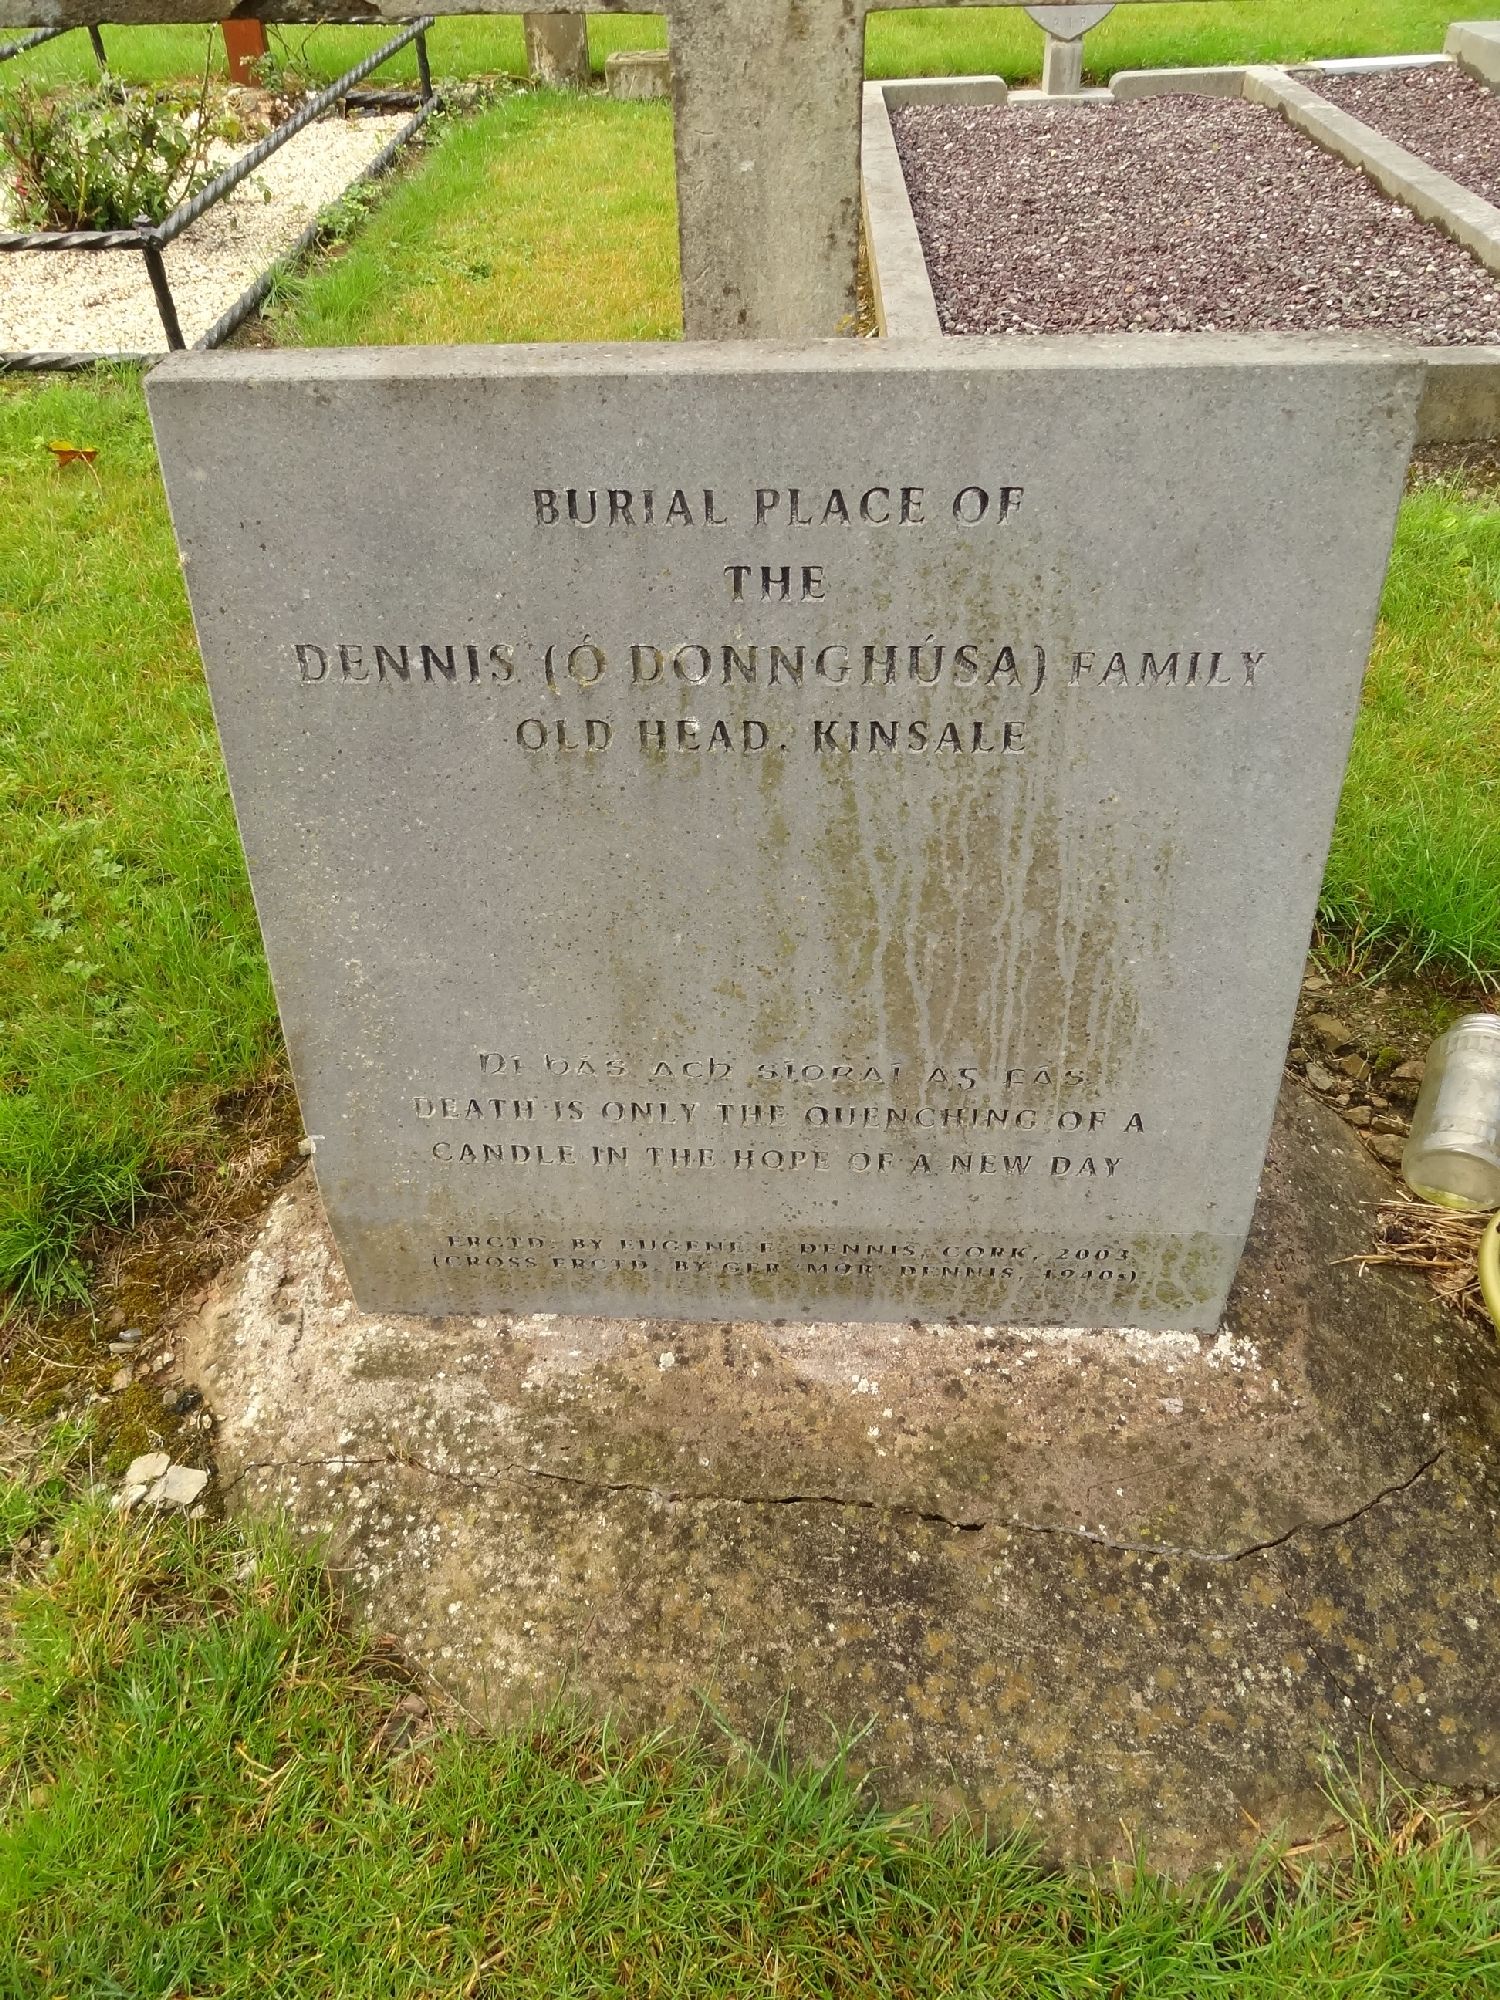 BURIAL PLACE OF
THE
DENNIS (Ó DONNGHÚSA) FAMILY
OLD HEAD. KINSALE
Ní bás ach síoraí ag fás
DEATH IS ONLY THE QUENCHING OF A
CANDLE IN THE HOPE OF A NEW DAY
ERCTD. BY EUGENE F. DENNIS, CORK, 2003
(CROSS ERCTD. BY GER 'MÓR' DENNIS, 1940s)